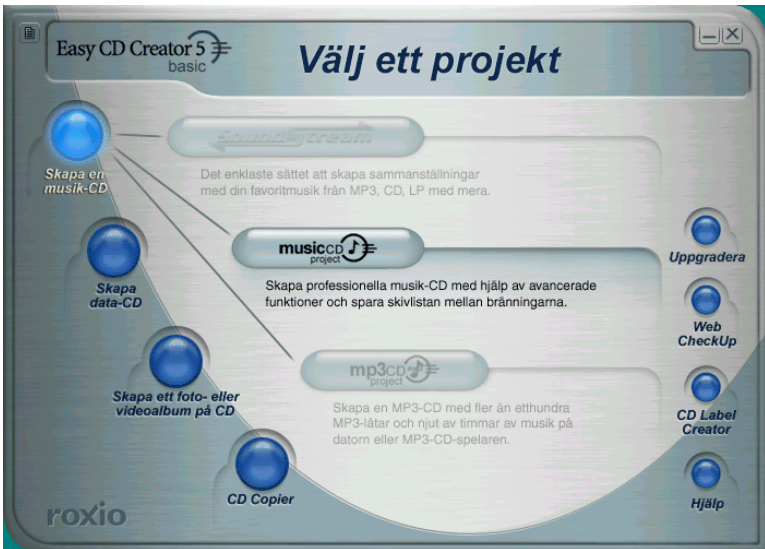 Easy CD Creator 5
basic
Välj ett projekt
Skapa en
musik-CD
SoundStream
Det enklaste sättet att skapa sammanställningar
med din favoritmusik från MP3, CD, LP med mera.
musicCD
project
Skapa professionella musik-CD med hjälp av avancerade
funktioner och spara skivlistan mellan bränningarna.
Skapa
data-CD
Skapa ett foto- eller
videoalbum på CD
mp3CD
project
Skapa en MP3-CD med fler än etthundra
MP3-låtar och njut av timmar av musik på
datorn eller MP3-CD-spelaren.
CD Copier
Uppgradera
Web
CheckUp
CD Label
Creator
Hjälp
roxio